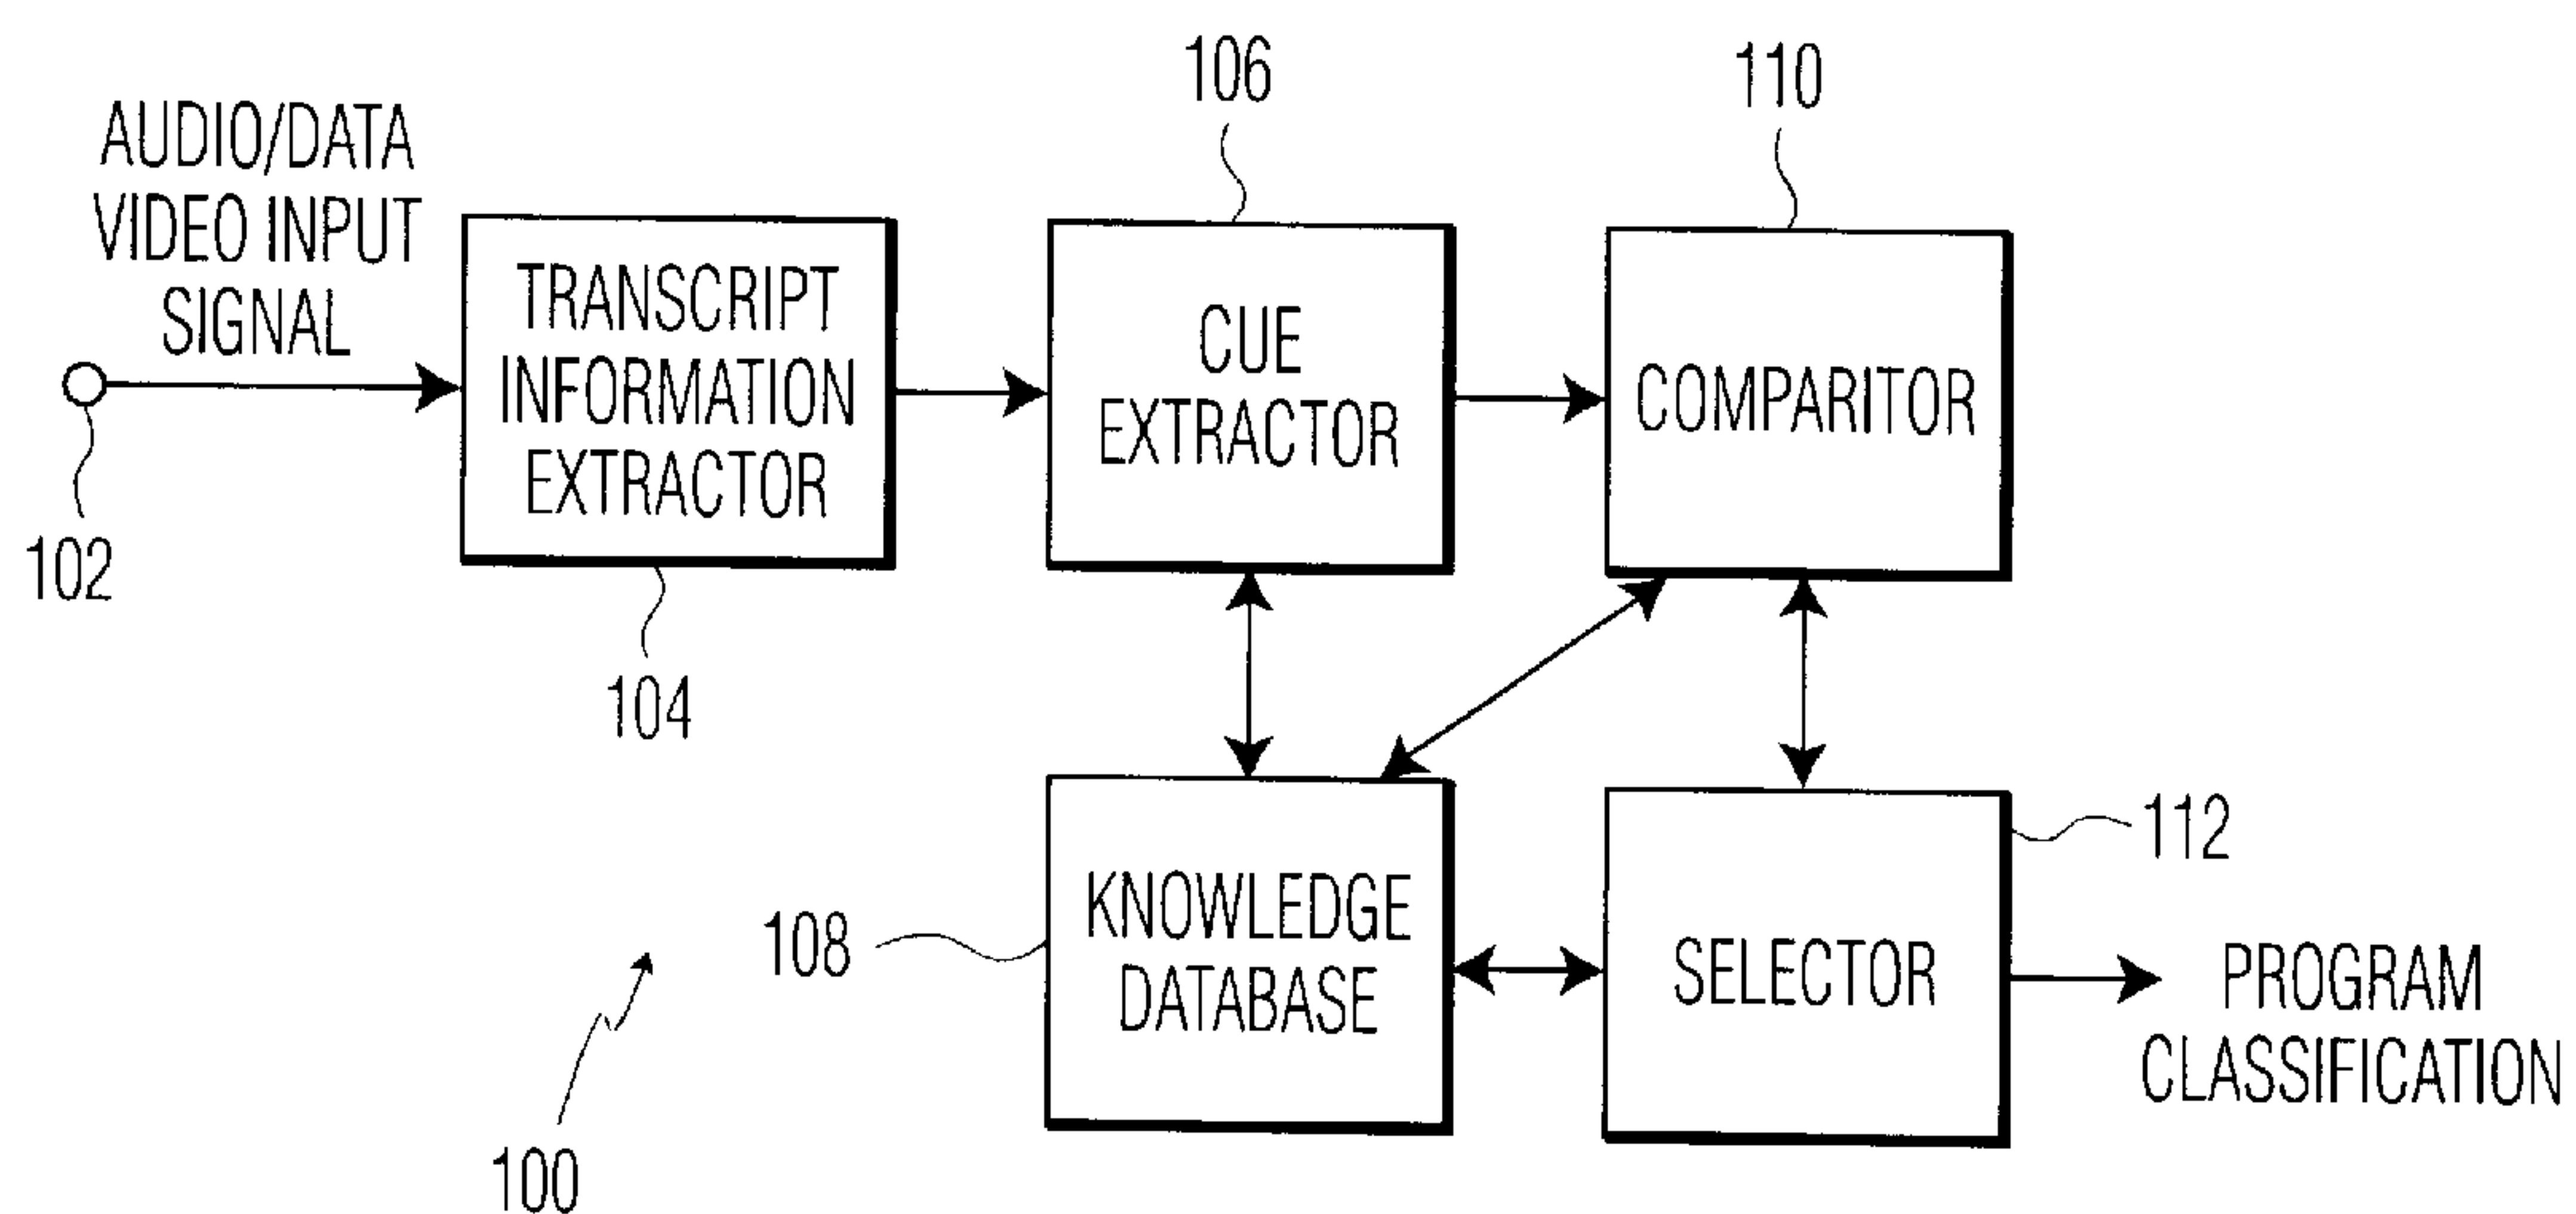 106
110
AUDIO/DATA
VIDEO INPUT
SIGNAL
TRANSCRIPT
INFORMATION
EXTRACTOR
CUE
EXTRACTOR
COMPARITOR
102
104
112
108
KNOWLEDGE
DATABASE
SELECTOR
PROGRAM
CLASSIFICATION
100